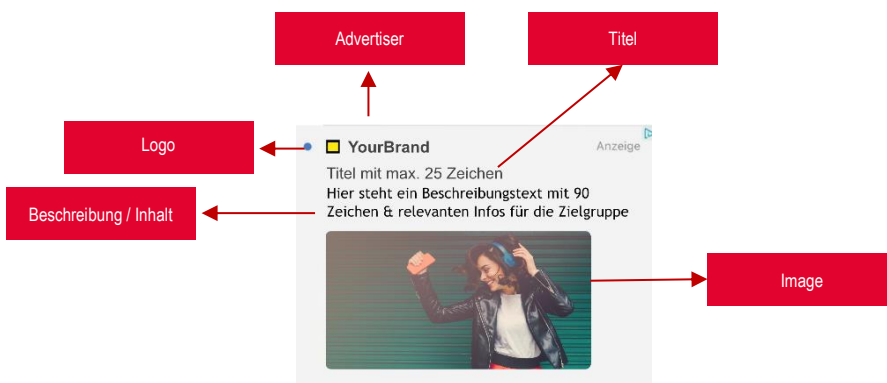 Advertiser
Titel
Logo
YourBrand
Anzeige
Titel mit max. 25 Zeichen
Hier steht ein Beschreibungstext mit 90
Zeichen & relevanten Infos für die Zielgruppe
Beschreibung / Inhalt
Image